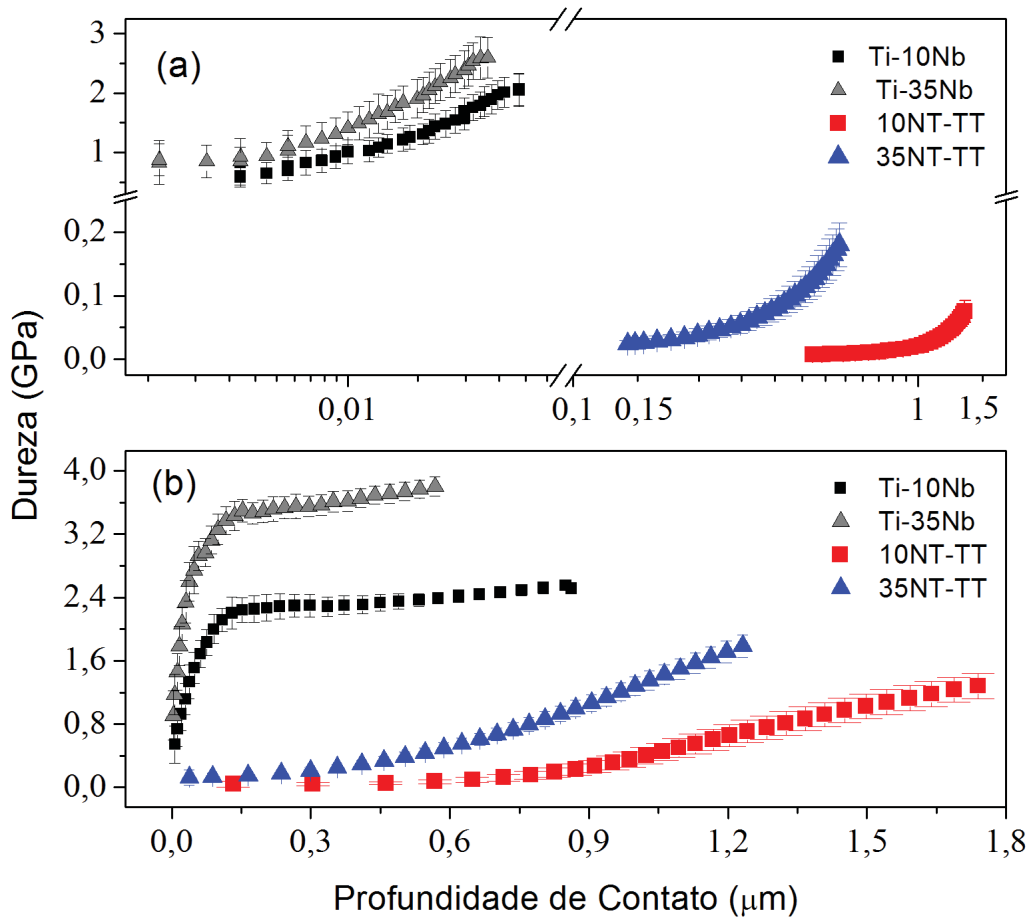 (a)
Ti-10Nb
Ti-35Nb
10NT-TT
35NT-TT
3
2
1
0,2
0,1
0,0
0,01
0,1
0,15
1
1,5
Dureza (GPa)
(b)
Ti-10Nb
Ti-35Nb
10NT-TT
35NT-TT
4,0
3,2
2,4
1,6
0,8
0,0
0,0
0,3
0,6
0,9
1,2
1,5
1,8
Profundidade de Contato (μm)